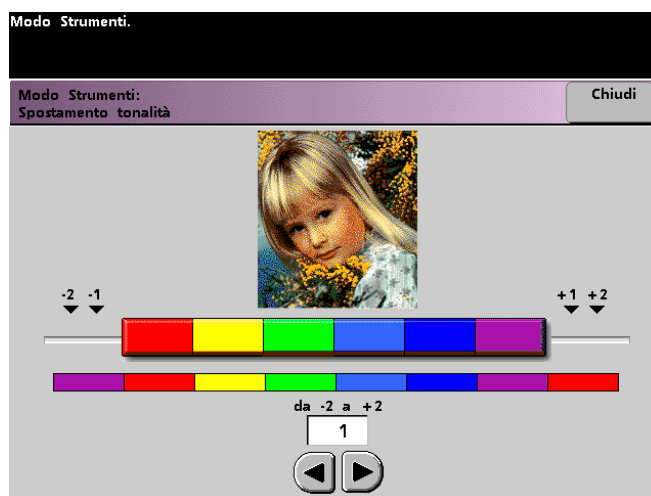 Modo Strumenti.
Modo Strumenti:
Spostamento tonalità
Chiudi
-2 -1
+1 +2
da -2 a +2
1